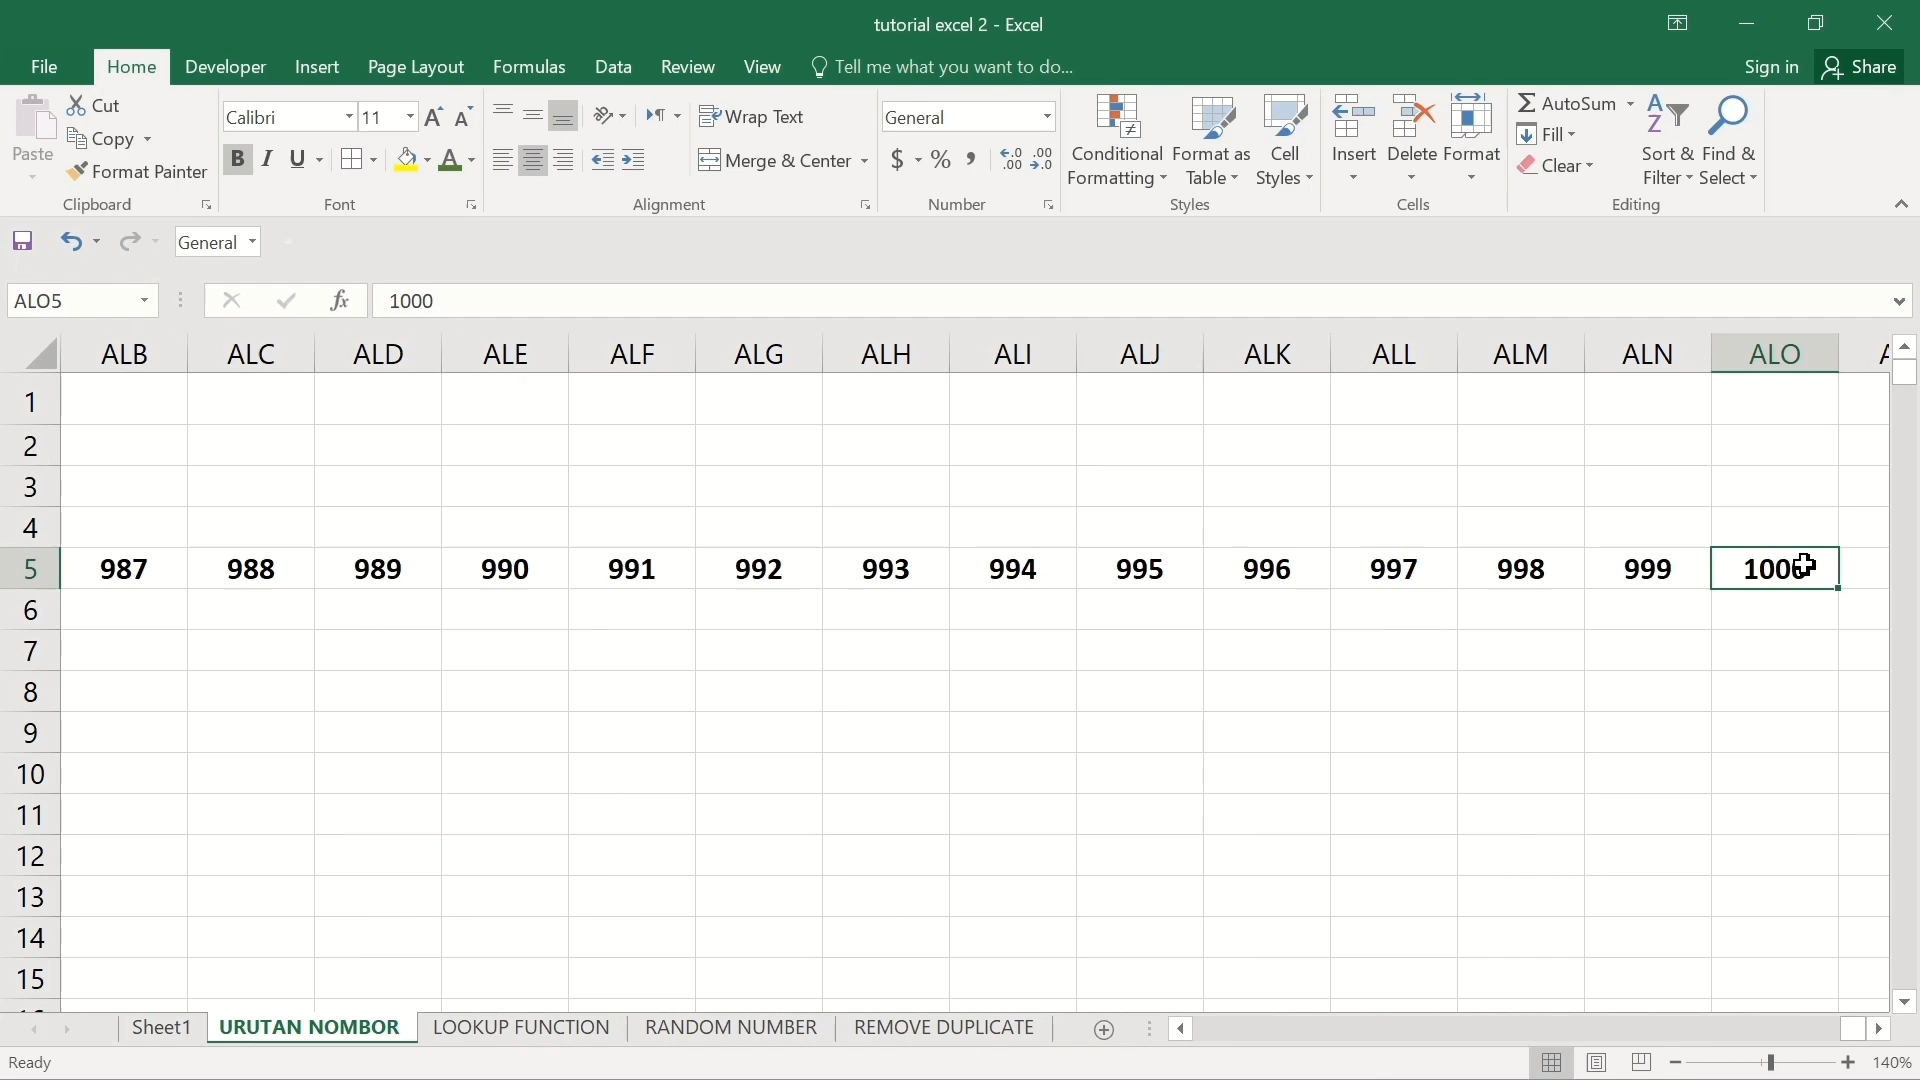 tutorial excel 2 - Excel
File Home Developer Insert Page Layout Formulas Data Review View Tell me what you want to do... Sign in Share
Paste
Cut
Copy
Format Painter
Clipboard
Calibri 11
B I U
Font
Wrap Text
Merge & Center
Alignment
General
$ % ,
Number
Conditional Formatting
Format as Table
Cell Styles
Styles
Insert Delete Format
Cells
AutoSum
Fill
Clear
Sort & Filter
Find & Select
Editing
General
ALO5 fx 1000
ALB ALC ALD ALE ALF ALG ALH ALI ALJ ALK ALL ALM ALN ALO
1
2
3
4
5 987 988 989 990 991 992 993 994 995 996 997 998 999 1000
6
7
8
9
10
11
12
13
14
15
Sheet1 URUTAN NOMBOR LOOKUP FUNCTION RANDOM NUMBER REMOVE DUPLICATE
Ready 140%